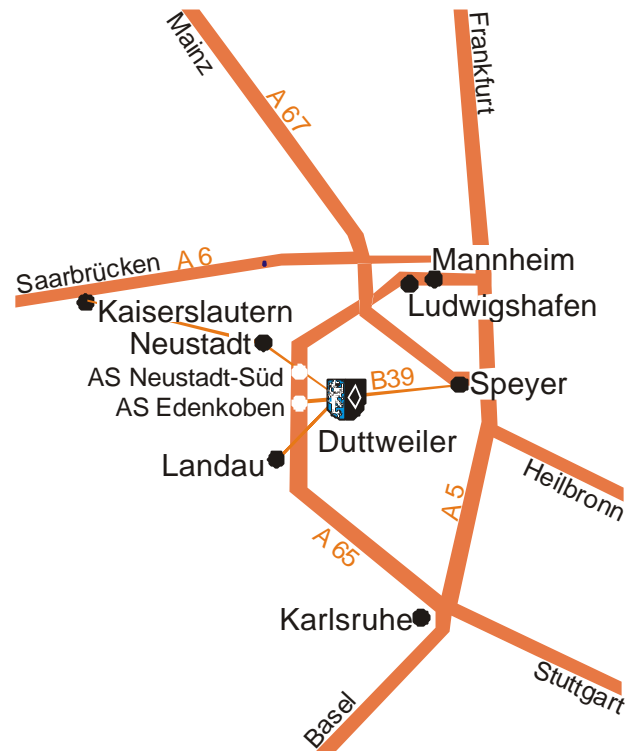 Mainz
Frankfurt
A 67
Saarbrücken
A 6
Mannheim
Ludwigshafen
Kaiserslautern
Neustadt
AS Neustadt-Süd
B39
Speyer
AS Edenkoben
Duttweiler
Landau
Heilbronn
A 5
A 65
Karlsruhe
Stuttgart
Basel